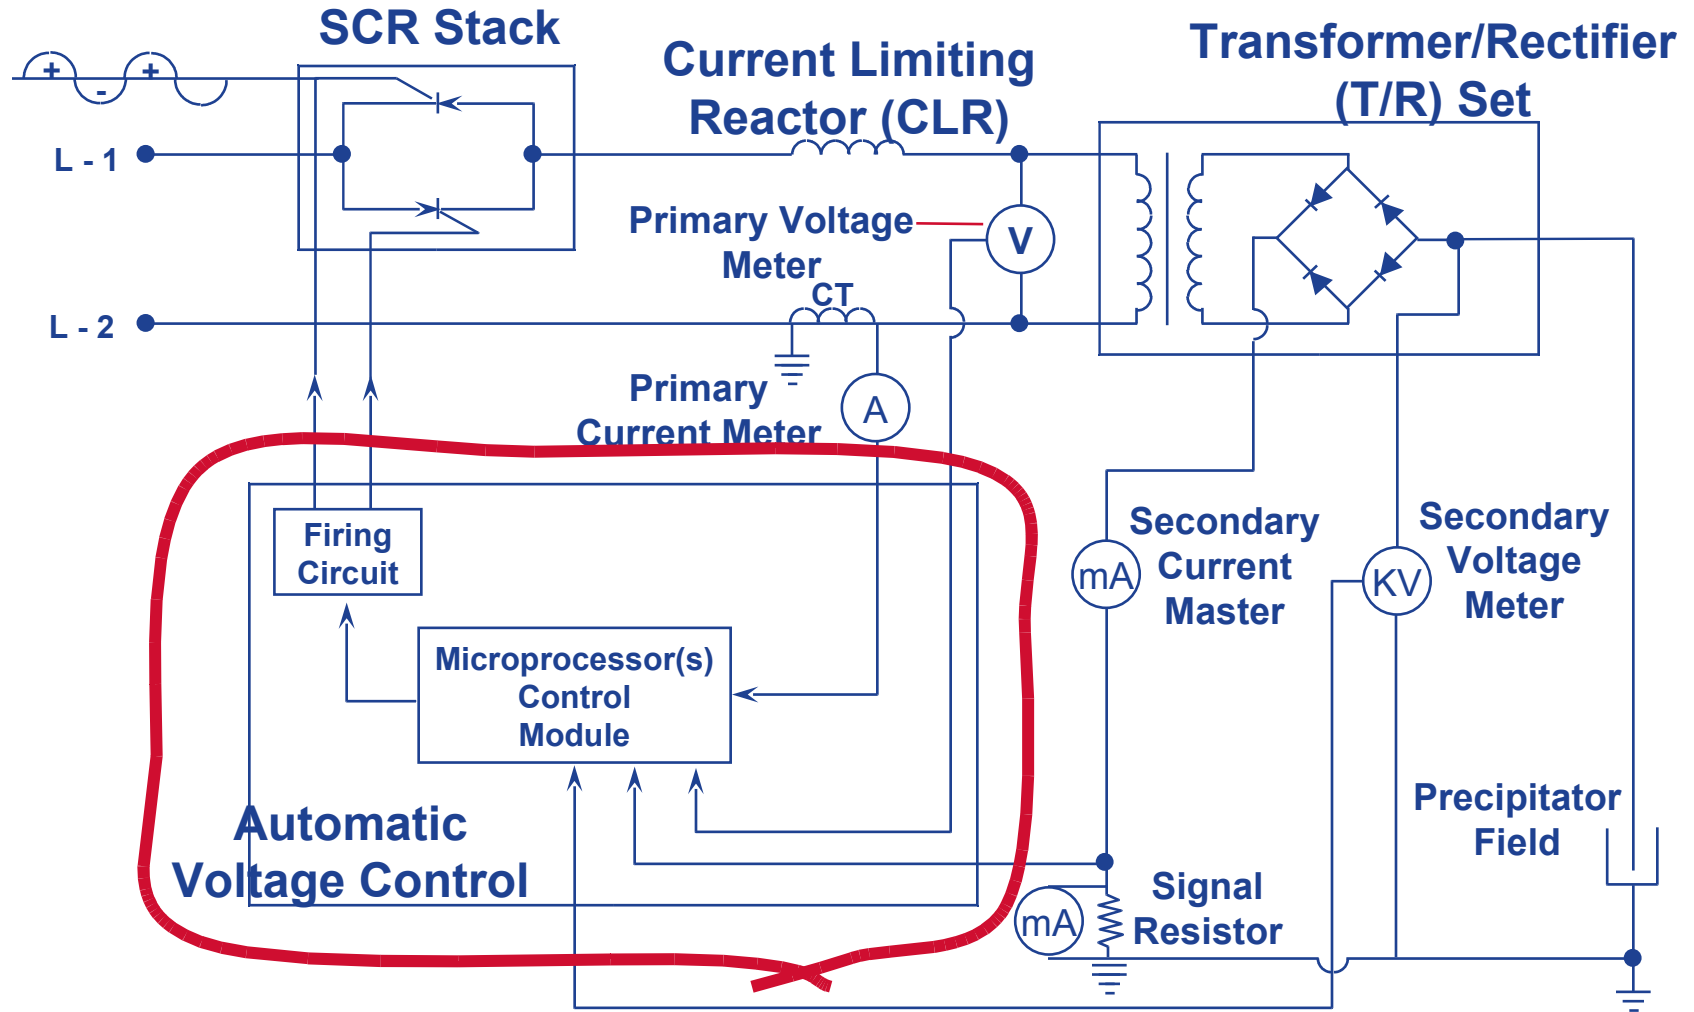 SCR Stack
Current Limiting
Reactor (CLR)
Transformer/Rectifier
(T/R) Set
+
+
-
L - 1
Primary Voltage
Meter
V
CT
L - 2
Primary
Current Meter
A
Firing
Circuit
Microprocessor(s)
Control
Module
Automatic
Voltage Control
mA
Secondary
Current
Master
KV
Secondary
Voltage
Meter
Precipitator
Field
mA
Signal
Resistor